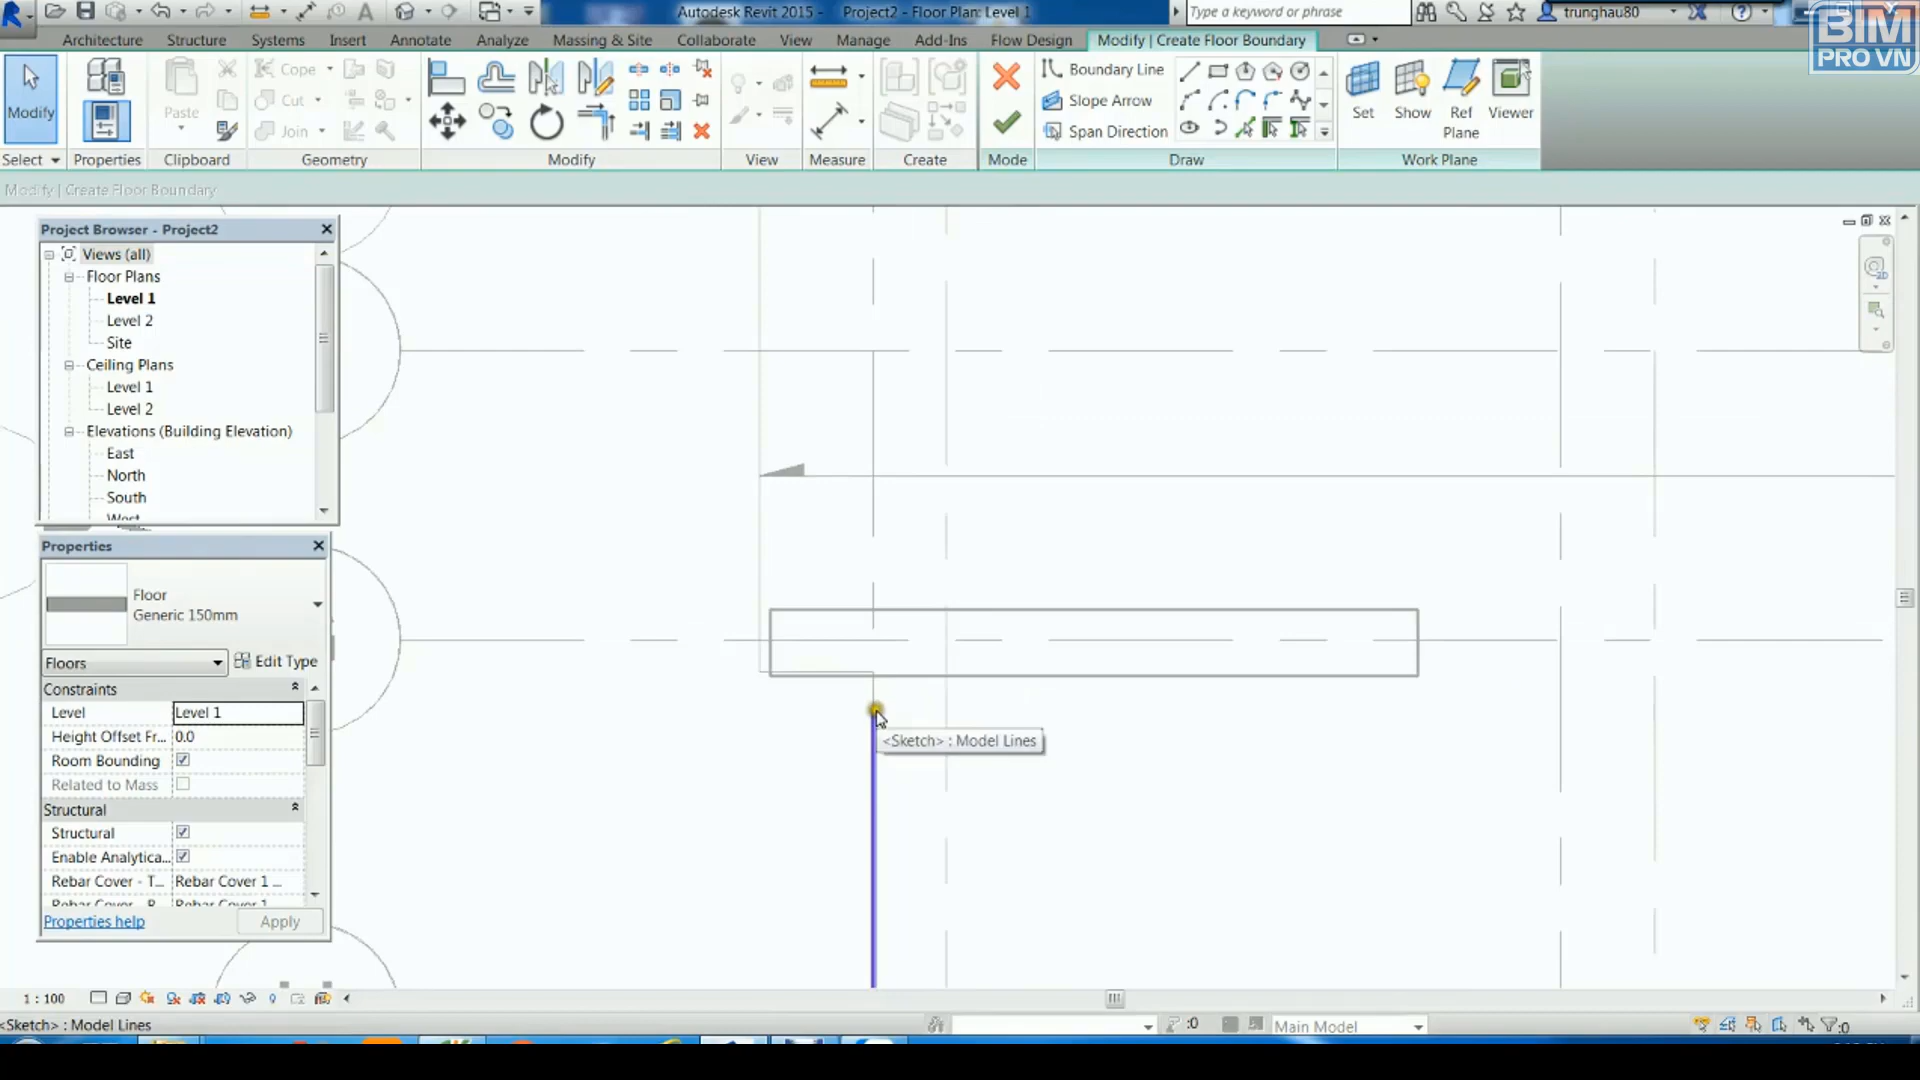 Autodesk Revit 2015 -    Project2 - Floor Plan: Level 1
Type a keyword or phrase
trunghau80
BIM
PRO VN
Architecture Structure Systems Insert Annotate Analyze Massing & Site Collaborate View Manage Add-Ins Flow Design Modify | Create Floor Boundary
Modify
Paste
Cope
Cut
Join
Boundary Line
Slope Arrow
Span Direction
Set
Show
Ref
Plane
Viewer
Select Properties Clipboard Geometry Modify View Measure Create Mode Draw Work Plane
Modify | Create Floor Boundary
Project Browser - Project2
Views (all)
Floor Plans
Level 1
Level 2
Site
Ceiling Plans
Level 1
Level 2
Elevations (Building Elevation)
East
North
South
West
Properties
Floor
Generic 150mm
Floors
Edit Type
Constraints
Level Level 1
Height Offset Fr... 0.0
Room Bounding
Related to Mass
Structural
Structural
Enable Analytica...
Rebar Cover - T... Rebar Cover 1 ...
Rebar Cover - B... Rebar Cover 1
Properties help
Apply
<Sketch> : Model Lines
1 : 100
<Sketch> : Model Lines
:0
Main Model
:0